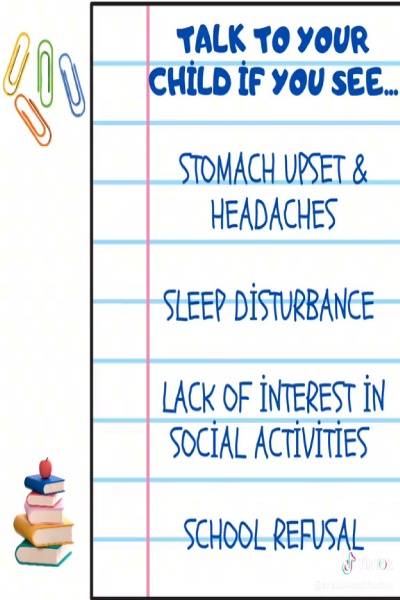 TALK TO YOUR
CHILD IF YOU SEE...
STOMACH UPSET &
HEADACHES
SLEEP DISTURBANCE
LACK OF INTEREST IN
SOCIAL ACTIVITIES
SCHOOL REFUSAL